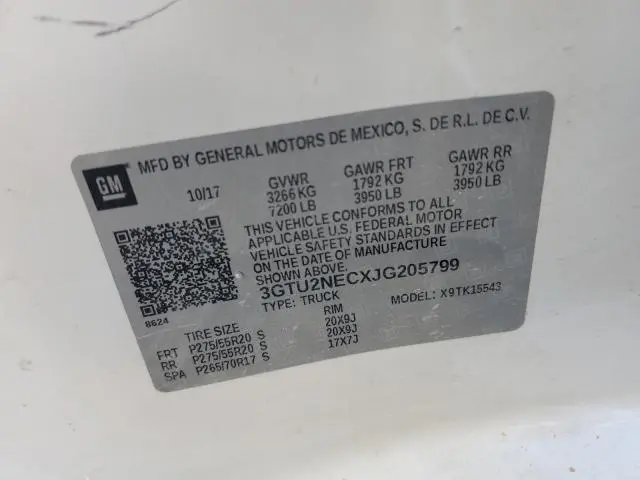 GM
MFD BY GENERAL MOTORS DE MEXICO, S. DE R.L. DE C.V.
10/17 GVWR GAWR FRT GAWR RR
3266 KG 1792 KG 1792 KG
7200 LB 3950 LB 3950 LB
THIS VEHICLE CONFORMS TO ALL
APPLICABLE U.S. FEDERAL MOTOR
VEHICLE SAFETY STANDARDS IN EFFECT
ON THE DATE OF MANUFACTURE
SHOWN ABOVE.
3GTU2NECXJG205799
TYPE: TRUCK MODEL: X9TK15543
8624
TIRE SIZE RIM
FRT P275/55R20 S 20X9J
RR P275/55R20 S 20X9J
SPA P265/70R17 S 17X7J